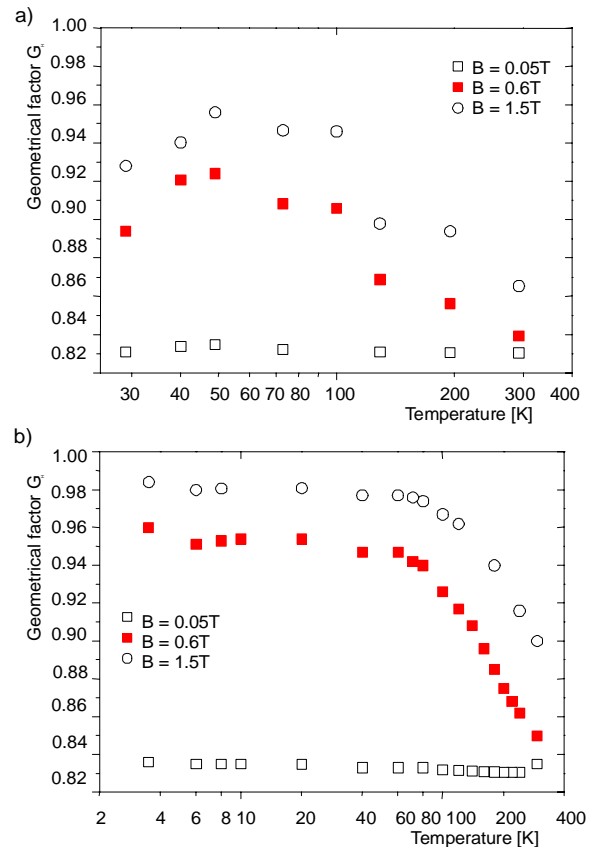 a)
Geometrical factor G
1.00
0.98
0.96
0.94
0.92
0.90
0.88
0.86
0.84
0.82
B = 0.05T
B = 0.6T
B = 1.5T
30 40 50 60 70 80 100 200 300 400
Temperature [K]
b)
Geometrical factor G
1.00
0.98
0.96
0.94
0.92
0.90
0.88
0.86
0.84
0.82
B = 0.05T
B = 0.6T
B = 1.5T
2 4 6 8 10 20 40 60 80 100 200 400
Temperature [K]